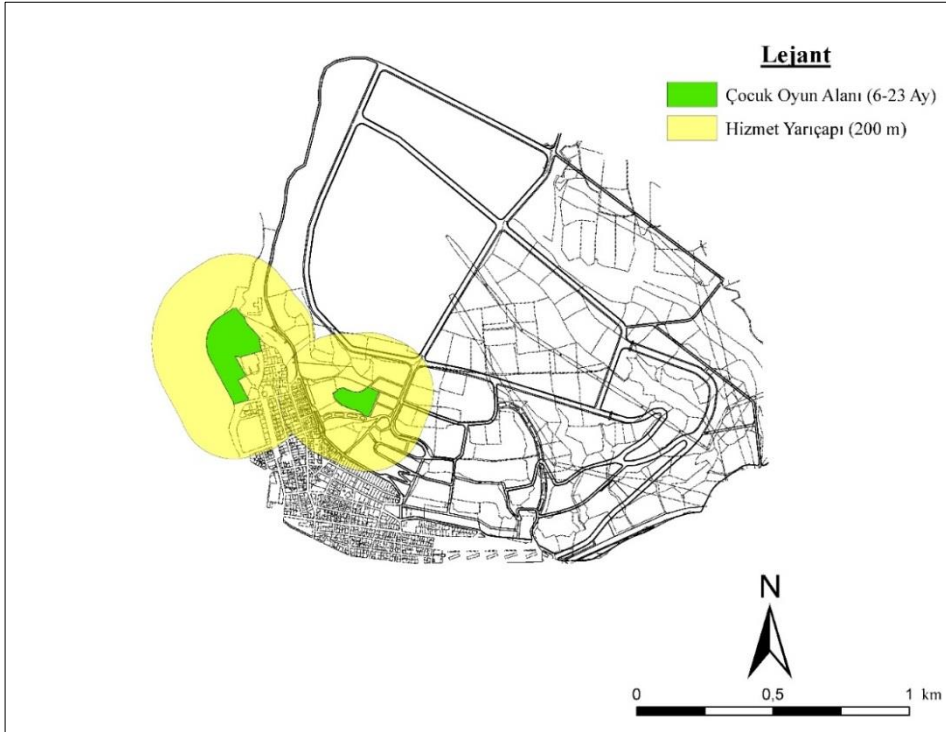 Lejant
Çocuk Oyun Alanı (6-23 Ay)
Hizmet Yarıçapı (200 m)
N
0 0,5 1 km